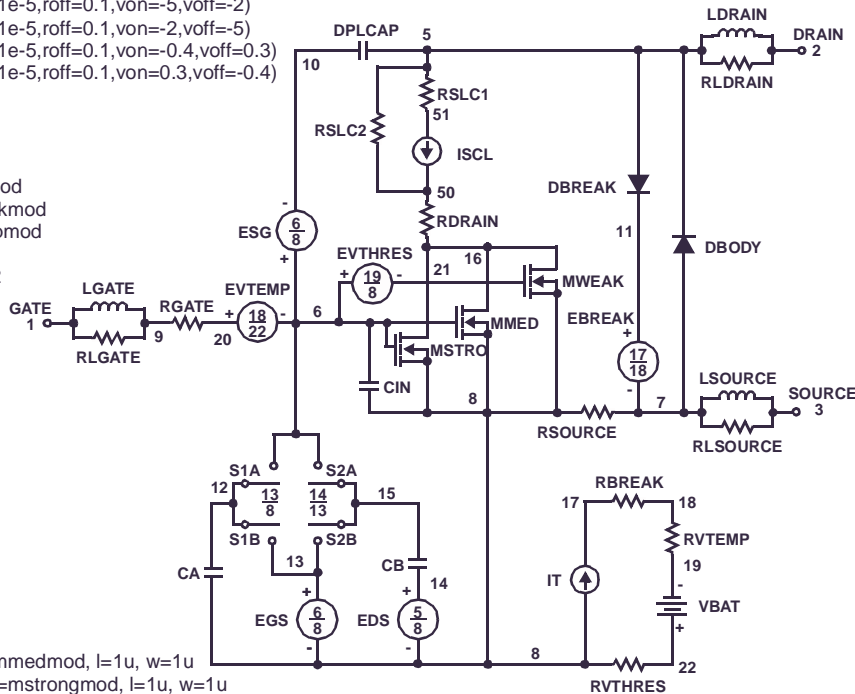 1e-5,roff=0.1,von=-5,voff=-2)
1e-5,roff=0.1,von=-2,voff=-5)
1e-5,roff=0.1,von=-0.4,voff=0.3)
1e-5,roff=0.1,von=0.3,voff=-0.4)
od
kmod
omod
mmedmod, l=1u, w=1u
=mstrongmod, l=1u, w=1u
LDRAIN
DPLCAP
5
DRAIN
2
10
RLDRAIN
RSLC1
51
RSLC2
ISCL
50
DBREAK
RDRAIN
ESG
6
8
-
+
11
DBODY
EVTHRES
16
21
+
19
8
-
MWEAK
LGATE
EVTEMP
GATE
1
RGATE
+
18
22
-
6
MMED
EBREAK
+
17
18
-
9
20
MSTRO
RLGATE
LSOURCE
CIN
8
7
SOURCE
3
RSOURCE
RLSOURCE
S1A
S2A
12
13
8
14
13
15
RBREAK
17
18
S1B
S2B
RVTEMP
13
CB
19
CA
14
IT
-
VBAT
+
EGS
+
6
8
-
EDS
+
5
8
-
8
22
RVTHRES